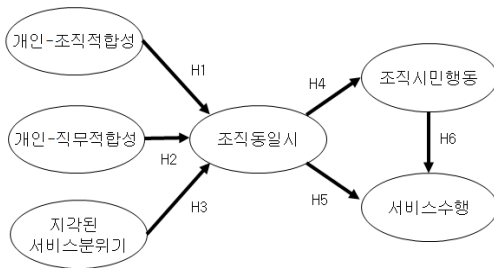 개인-조직적합성
H1
H4
조직시민행동
개인-직무적합성
H2
조직동일시
H6
H3
H5
지각된
서비스분위기
서비스수행